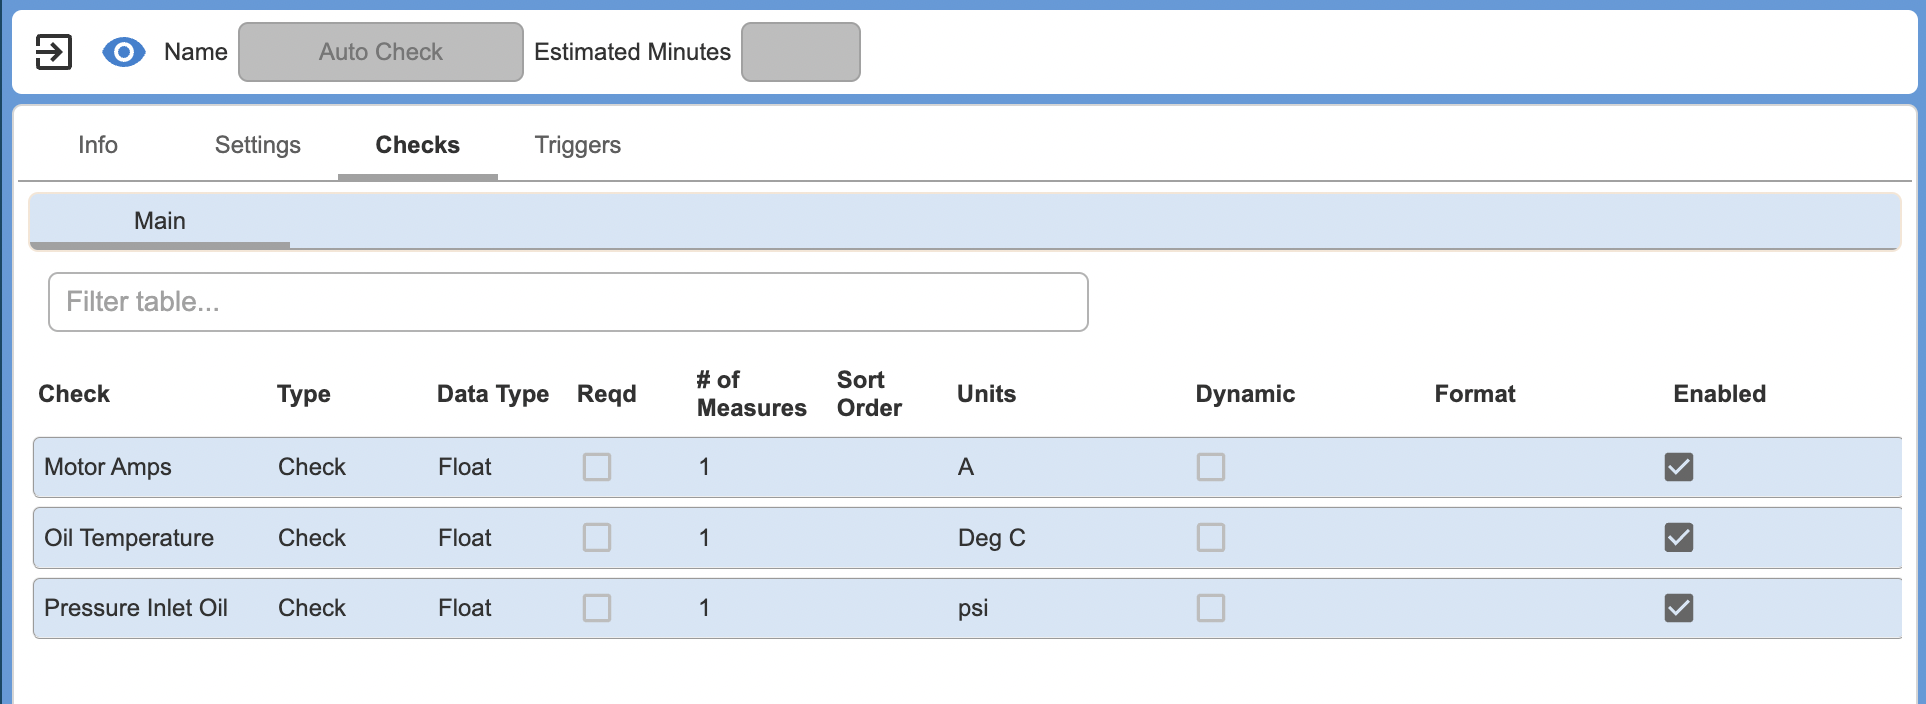 Name Auto Check Estimated Minutes
Info Settings Checks Triggers
Main
Filter table...
Check Type Data Type Reqd # of Measures Sort Order Units Dynamic Format Enabled
Motor Amps Check Float 1 A
Oil Temperature Check Float 1 Deg C
Pressure Inlet Oil Check Float 1 psi